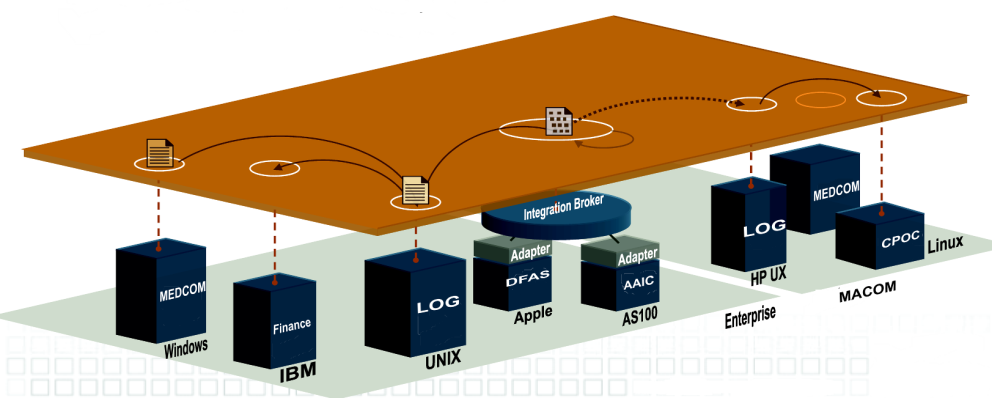 Integration Broker
MEDCOM
LOG
CPOC
Linux
Adapter
Adapter
MEDCOM
DFAS
AAIC
HP UX
MACOM
LOG
Finance
Apple
AS100
Enterprise
Windows
IBM
UNIX